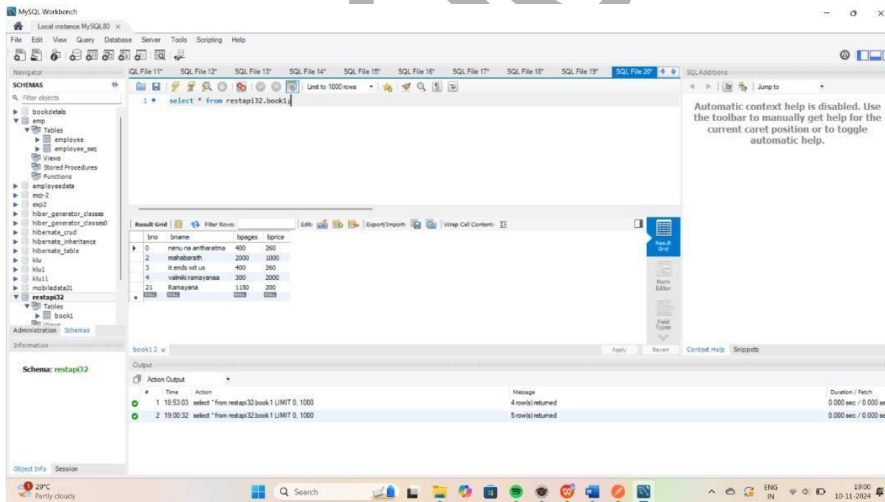 MySQL Workbench
Local instance MySQL80 ×
File Edit View Query Database Server Tools Scripting Help
Navigator
SCHEMAS
Filter objects
bookdetails
emp
Tables
employee
employee_seq
Views
Stored Procedures
Functions
employeedata
exp-2
exp2
hiber_generator_classes
hiber_generator_classes0
hibernate_crud
hibernate_inheritance
hibernate_table
klu
klu1
klu11
mobiledata31
restapi32
Tables
book1
Views
Administration Schemas
Information
Schema: restapi32
Object Info Session
QL File 11* SQL File 12* SQL File 13* SQL File 14* SQL File 15* SQL File 16* SQL File 17* SQL File 18* SQL File 19* SQL File 20*
Limit to 1000 rows
1 select * from restapi32.book1;
Result Grid Filter Rows: Edit: Export/Import: Wrap Cell Content:
bno bname bpages bprice
0 nenu na antharatma 400 260
2 mahabarath 2000 1000
3 it ends wit us 400 260
4 valmiki ramayanaa 300 2000
21 Ramayana 1150 200
NULL NULL NULL NULL
Result Grid
Form Editor
Field Types
book1 2 ×
Apply Revert
Output
Action Output
# Time Action Message Duration / Fetch
1 18:53:03 select * from restapi32.book1 LIMIT 0, 1000 4 row(s) returned 0.000 sec / 0.000 se
2 19:00:32 select * from restapi32.book1 LIMIT 0, 1000 5 row(s) returned 0.000 sec / 0.000 se
SQLAdditions
Jump to
Automatic context help is disabled. Use
the toolbar to manually get help for the
current caret position or to toggle
automatic help.
Context Help Snippets
29°C
Partly cloudy
Search
ENG
IN
19:00
10-11-2024